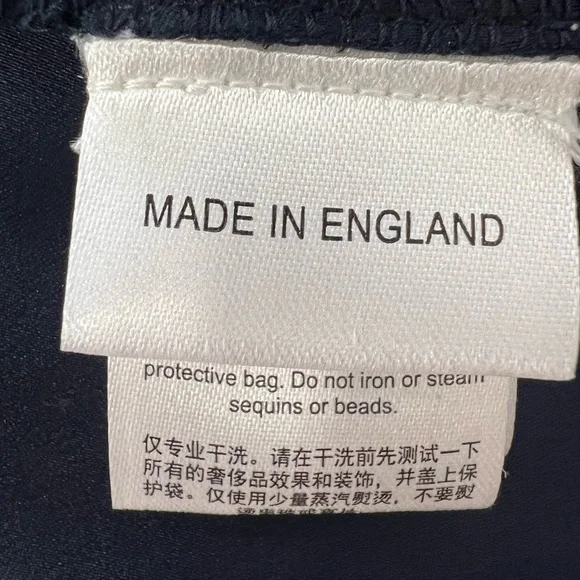 MADE IN ENGLAND
protective bag. Do not iron or steam
sequins or beads.
仅专业干洗。请在干洗前先测试一下
所有的奢侈品效果和装饰，并盖上保
护袋。仅使用少量蒸汽熨烫，不要熨